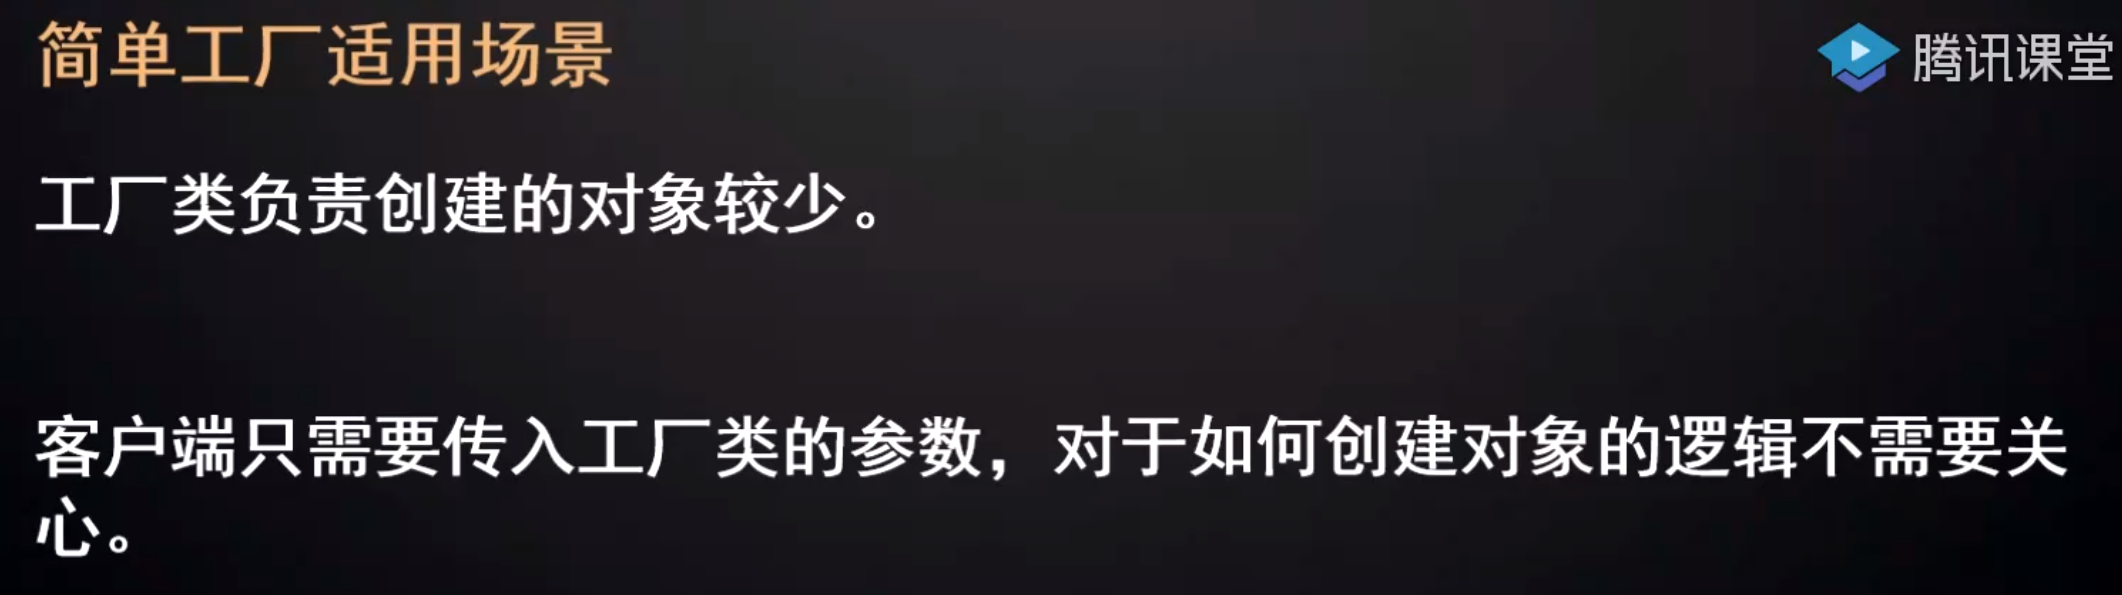 简单工厂适用场景
腾讯课堂
工厂类负责创建的对象较少。
客户端只需要传入工厂类的参数，对于如何创建对象的逻辑不需要关
心。